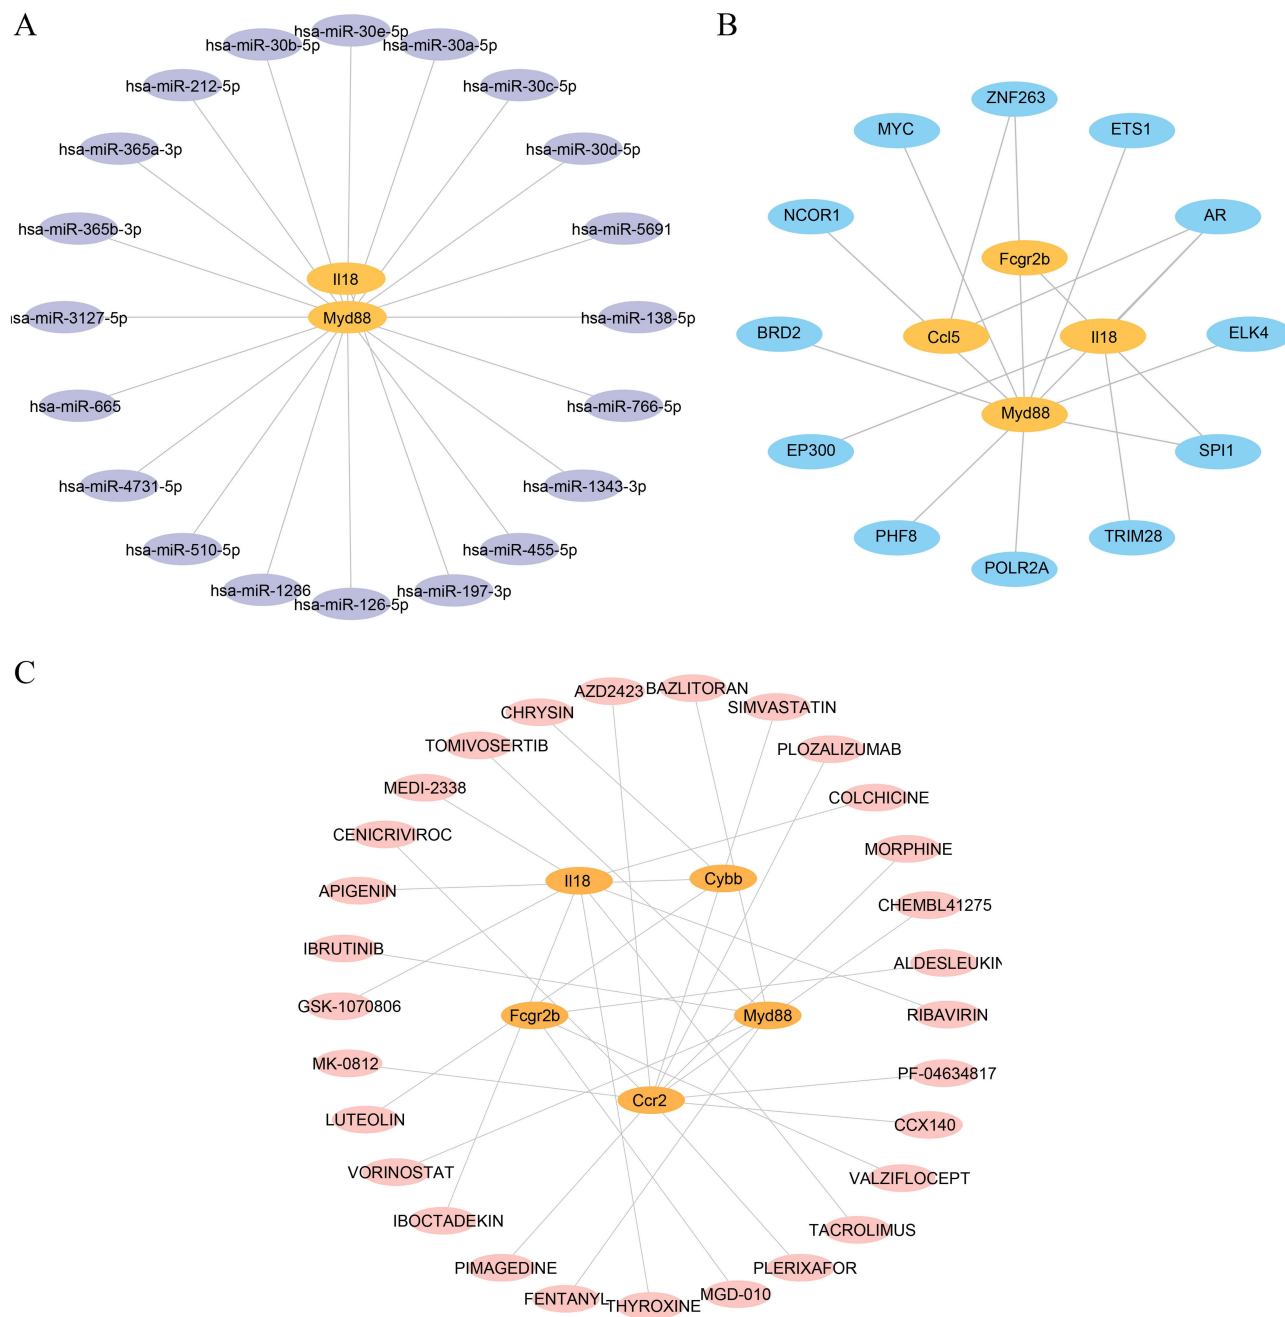 A
hsa-miR-30e-5p
hsa-miR-30b-5p
hsa-miR-30a-5p
hsa-miR-212-5p
hsa-miR-30c-5p
hsa-miR-365a-3p
hsa-miR-30d-5p
hsa-miR-365b-3p
hsa-miR-5691
Il18
Myd88
sa-miR-3127-5p
hsa-miR-138-5p
hsa-miR-665
hsa-miR-766-5p
hsa-miR-4731-5p
hsa-miR-1343-3p
hsa-miR-510-5p
hsa-miR-455-5p
hsa-miR-1286
hsa-miR-197-3p
hsa-miR-126-5p
B
ZNF263
MYC
ETS1
NCOR1
AR
Fcgr2b
BRD2
Ccl5
Il18
ELK4
Myd88
EP300
SPI1
PHF8
TRIM28
POLR2A
C
AZD2423
BAZLITORAN
CHRYSIN
SIMVASTATIN
TOMIVOSERTIB
PLOZALIZUMAB
MEDI-2338
COLCHICINE
CENICRIVIROC
MORPHINE
Il18
Cybb
APIGENIN
CHEMBL41275
IBRUTINIB
ALDESLEUKIN
GSK-1070806
Fcgr2b
Myd88
RIBAVIRIN
MK-0812
PF-04634817
Ccr2
LUTEOLIN
CCX140
VORINOSTAT
VALZIFLOCEPT
IBOCTADEKIN
TACROLIMUS
PIMAGEDINE
PLERIXAFOR
FENTANYL
THYROXINE
MGD-010